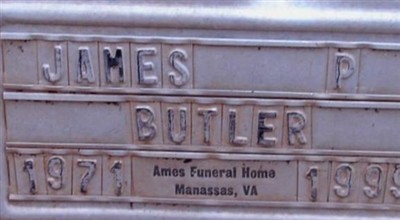 JAMES P
BUTLER
1971 Ames Funeral Home 1999
Manassas, VA